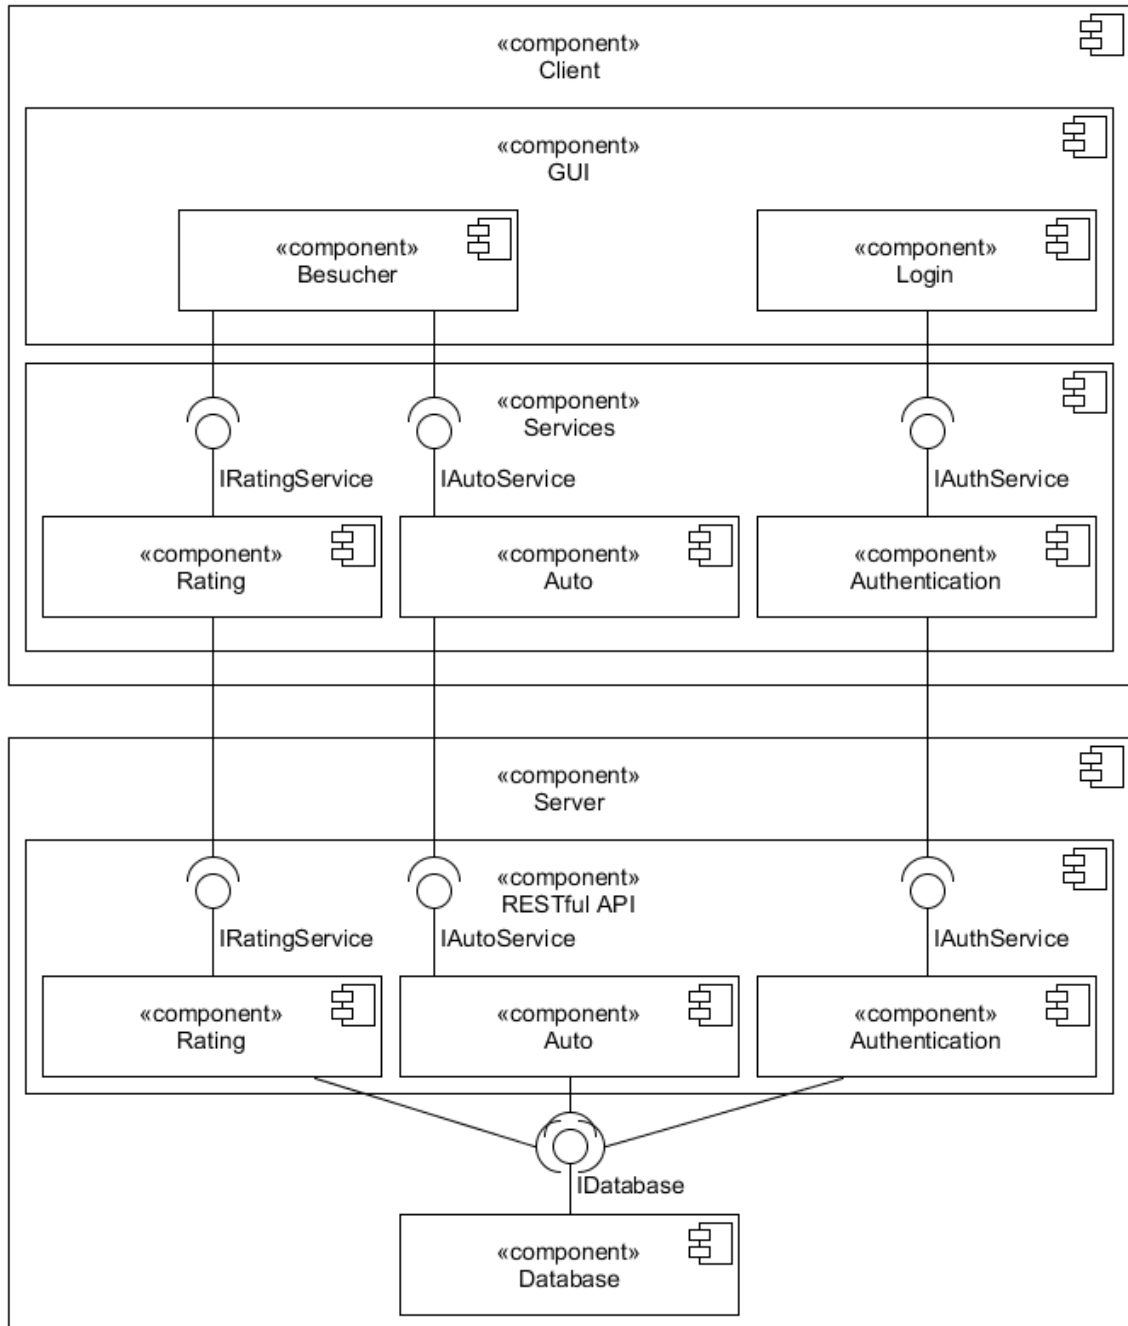 «component»
Client
«component»
GUI
«component»
Besucher
«component»
Login
«component»
Services
IRatingService
IAutoService
IAuthService
«component»
Rating
«component»
Auto
«component»
Authentication
«component»
Server
«component»
RESTful API
IRatingService
IAutoService
IAuthService
«component»
Rating
«component»
Auto
«component»
Authentication
IDatabase
«component»
Database